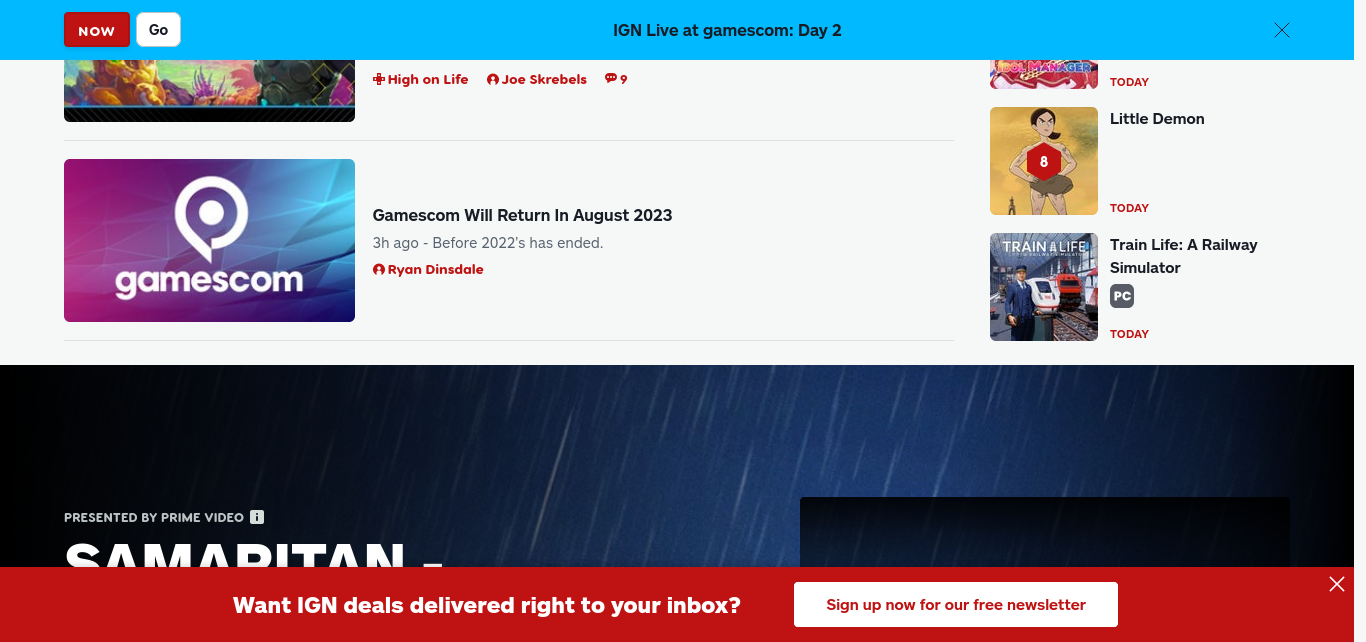 NOW
Go
IGN Live at gamescom: Day 2
High on Life
Joe Skrebels
9
IDOL MANAGER
TODAY
gamescom
Gamescom Will Return In August 2023
3h ago - Before 2022's has ended.
Ryan Dinsdale
8
Little Demon
TODAY
TRAIN LIFE
A RAILWAY SIMULATOR
Train Life: A Railway
Simulator
PC
TODAY
PRESENTED BY PRIME VIDEO
SAMARITAN -
Want IGN deals delivered right to your inbox?
Sign up now for our free newsletter